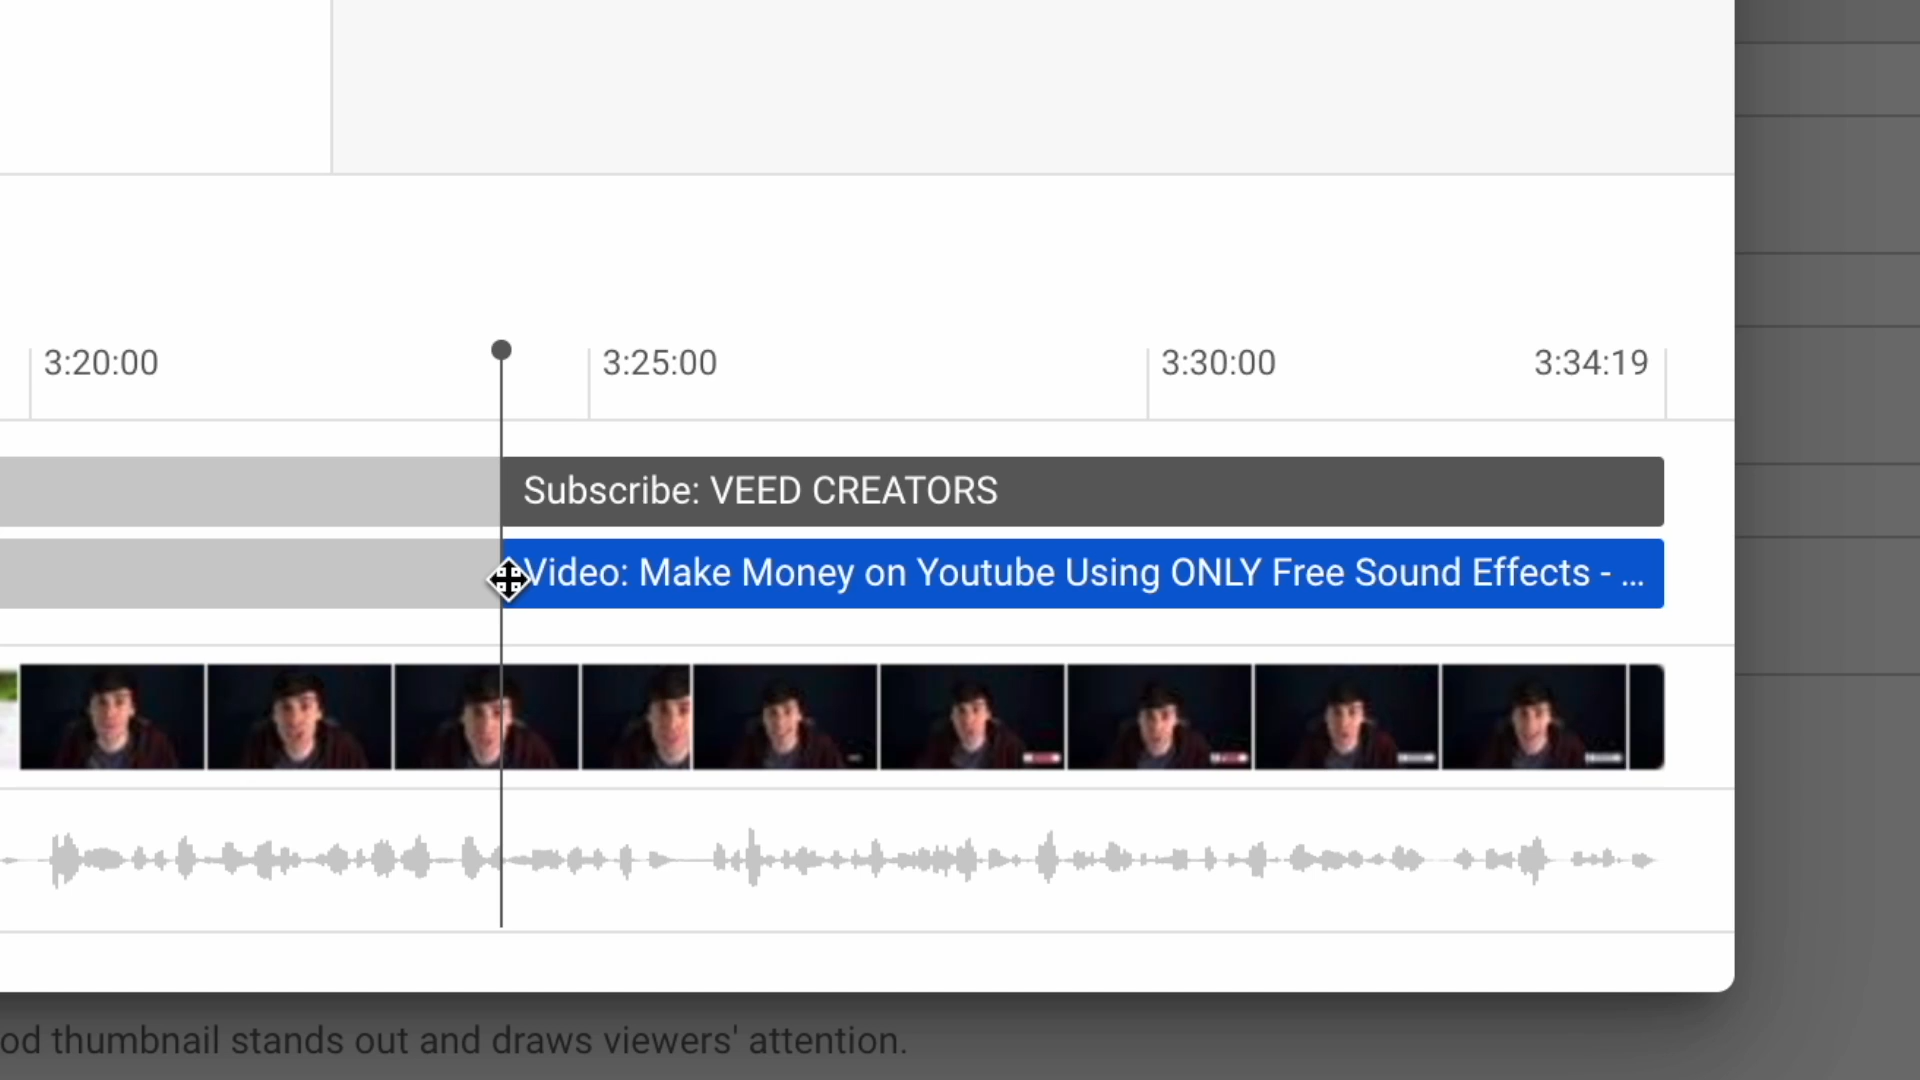 3:20:00
3:25:00
3:30:00
3:34:19
Subscribe: VEED CREATORS
Video: Make Money on Youtube Using ONLY Free Sound Effects - ...
od thumbnail stands out and draws viewers' attention.